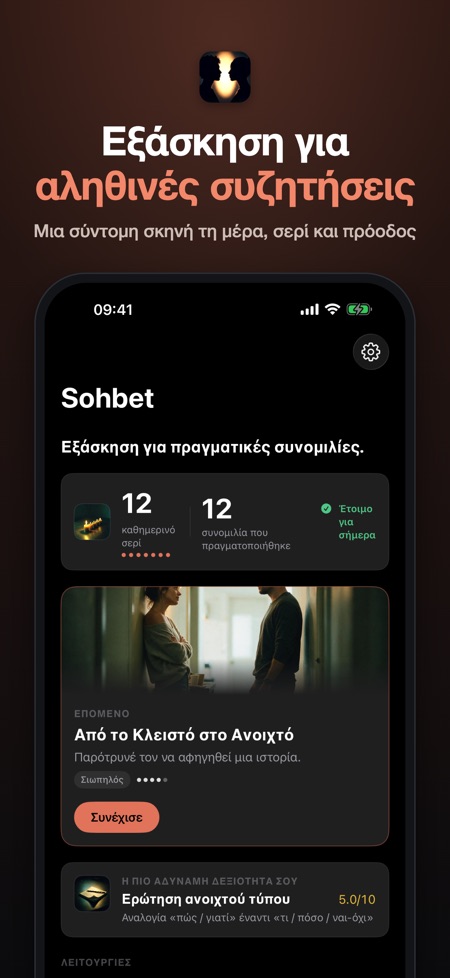 Εξάσκηση για
αληθινές συζητήσεις
Μια σύντομη σκηνή τη μέρα, σερί και πρόοδος
09:41
Sohbet
Εξάσκηση για πραγματικές συνομιλίες.
12
καθημερινό
σερί
12
συνομιλία που
πραγματοποιήθηκε
Έτοιμο
για
σήμερα
ΕΠΟΜΕΝΟ
Από το Κλειστό στο Ανοιχτό
Παρότρυνέ τον να αφηγηθεί μια ιστορία.
Σιωπηλός
Συνέχισε
Η ΠΙΟ ΑΔΥΝΑΜΗ ΔΕΞΙΟΤΗΤΑ ΣΟΥ
Ερώτηση ανοιχτού τύπου
5.0/10
Αναλογία «πώς / γιατί» έναντι «τι / πόσο / ναι-όχι»
ΛΕΙΤΟΥΡΓΙΕΣ